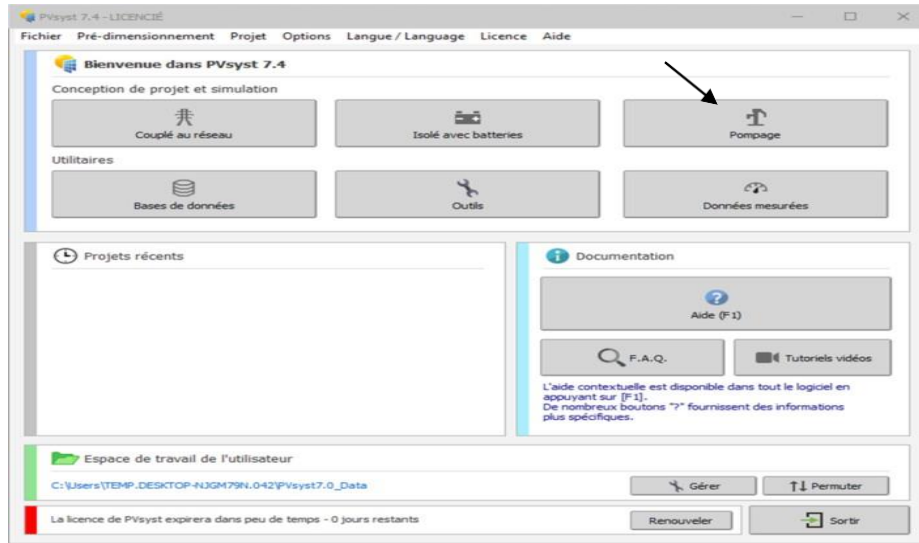 PVsyst 7.4 - LICENCIÉ
Fichier Pré-dimensionnement Projet Options Langue / Language Licence Aide
Bienvenue dans PVsyst 7.4
Conception de projet et simulation
Couplé au réseau
Isolé avec batteries
Pompage
Utilitaires
Bases de données
Outils
Données mesurées
Projets récents
Documentation
Aide (F1)
F.A.Q.
Tutoriels vidéos
L'aide contextuelle est disponible dans tout le logiciel en
appuyant sur [F1].
De nombreux boutons "?" fournissent des informations
plus spécifiques.
Espace de travail de l'utilisateur
C:\Users\TEMP.DESKTOP-NJGM79N.042\PVsyst7.0_Data
Gérer
Permuter
La licence de PVsyst expirera dans peu de temps - 0 jours restants
Renouveler
Sortir